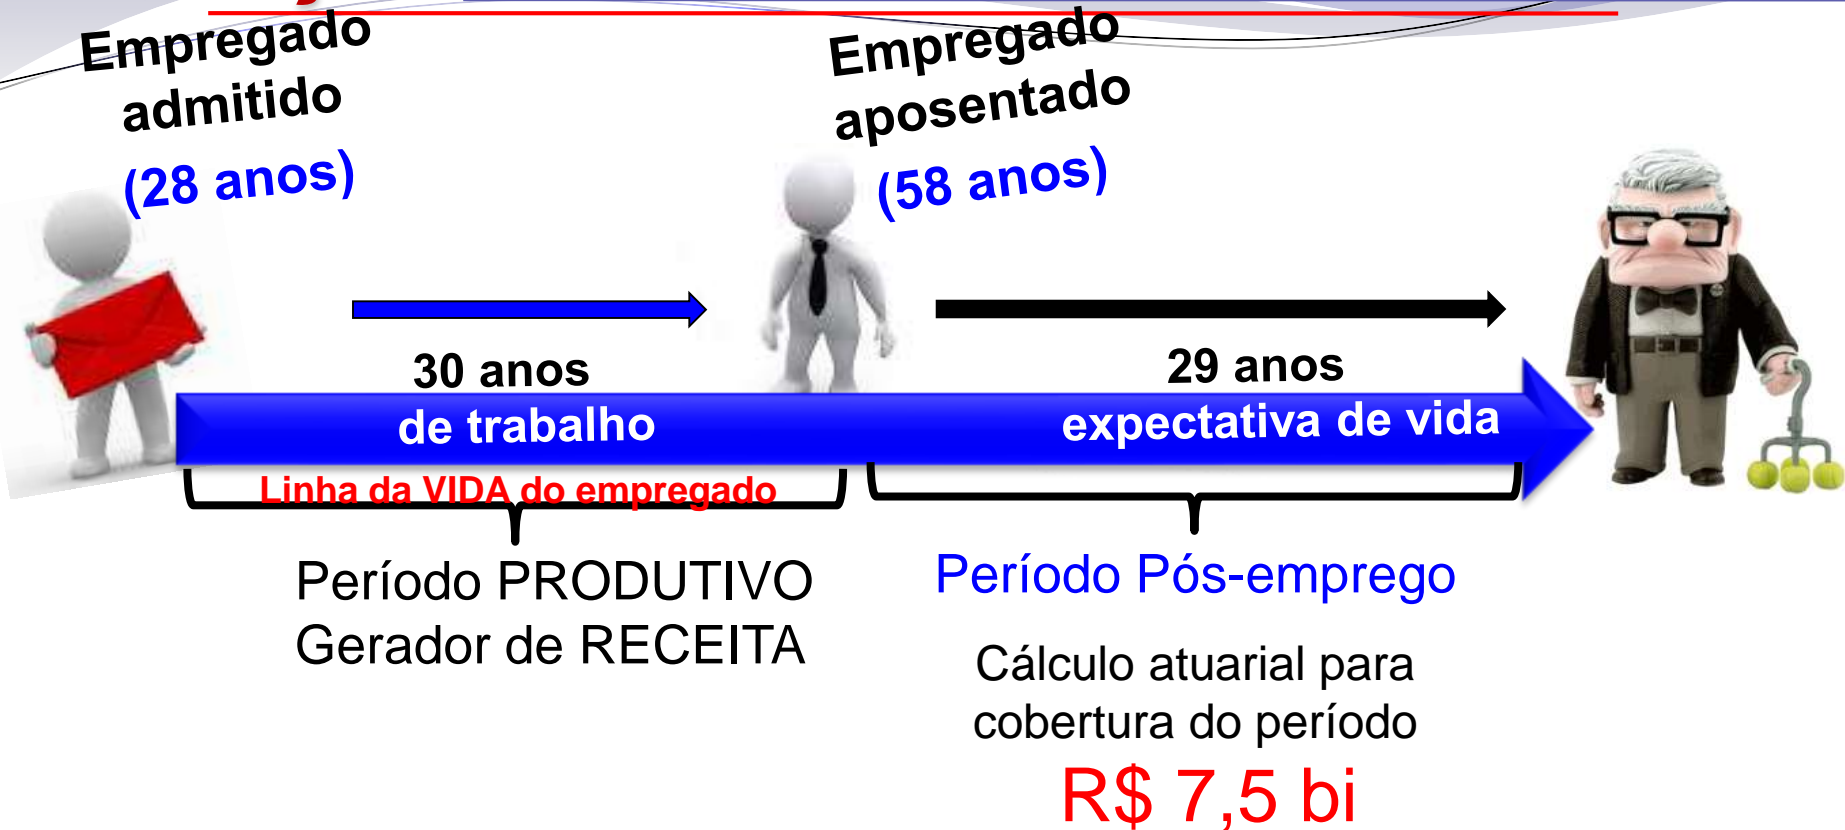 Empregado
admitido
(28 anos)
Empregado
aposentado
(58 anos)
30 anos
de trabalho
29 anos
expectativa de vida
Linha da VIDA do empregado
Período PRODUTIVO
Gerador de RECEITA
Período Pós-emprego
Cálculo atuarial para
cobertura do período
R$ 7,5 bi